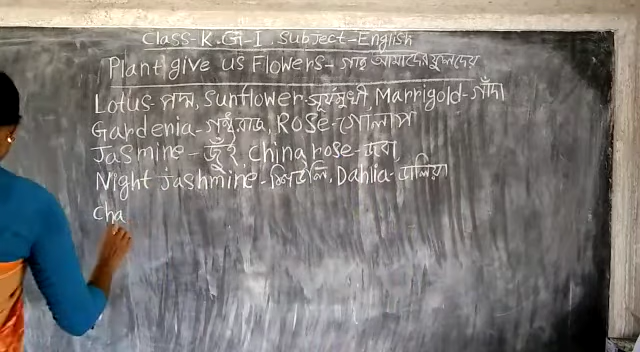 Class-K.G-I. Subject-English
Plant give us Flowers- গাছ আমাদের ফুল দেয়
Lotus- পদ্ম, Sunflower-সূর্যমুখী, Marrigold- গাঁদা
Gardenia- গন্ধরাজ, Rose- গোলাপ
Jasmine - জুঁই, China rose- জবা,
Night jashmine- শিউলি, Dahlia- ডালিয়া
Cha